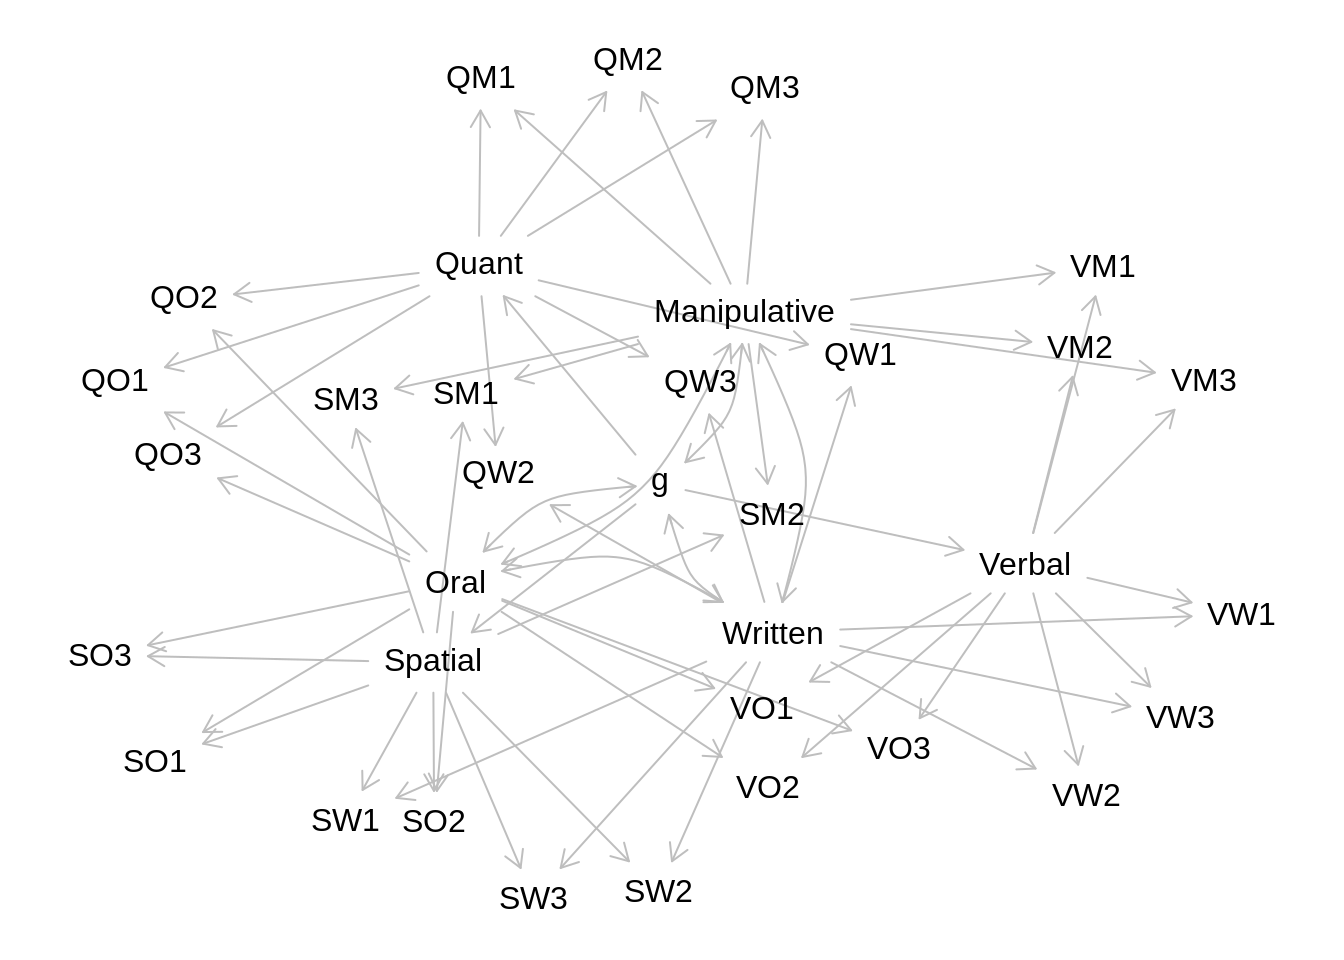 QM2
QM1
QM3
Quant
VM1
QO2
Manipulative
VM2
QW1
QO1
SM3
SM1
QW3
VM3
QO3
QW2
g
SM2
Oral
Verbal
VW1
Written
SO3
Spatial
VO1
VW3
SO1
VO3
VO2
VW2
SW1
SO2
SW3
SW2